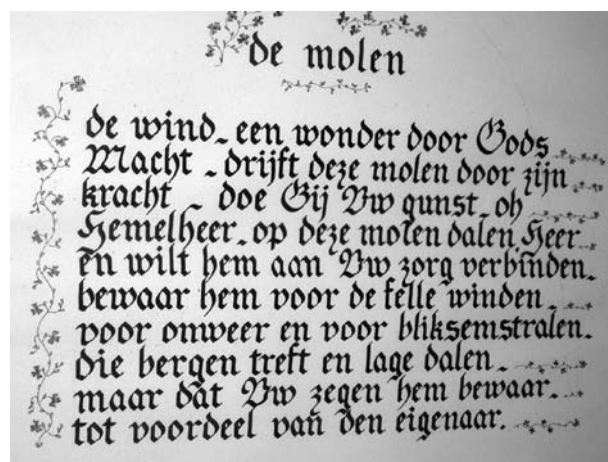 de molen
de wind - een wonder door Gods
Macht - drijft deze molen door zijn
kracht - doe Gij Uw gunst - oh
Hemelheer - op deze molen dalen Heer
en wilt hem aan Uw zorg verbinden.
bewaar hem voor de felle winden
voor onweer en voor bliksemstralen.
die bergen treft en lage dalen
maar dat Uw zegen hem bewaar.
tot voordeel van den eigenaar.